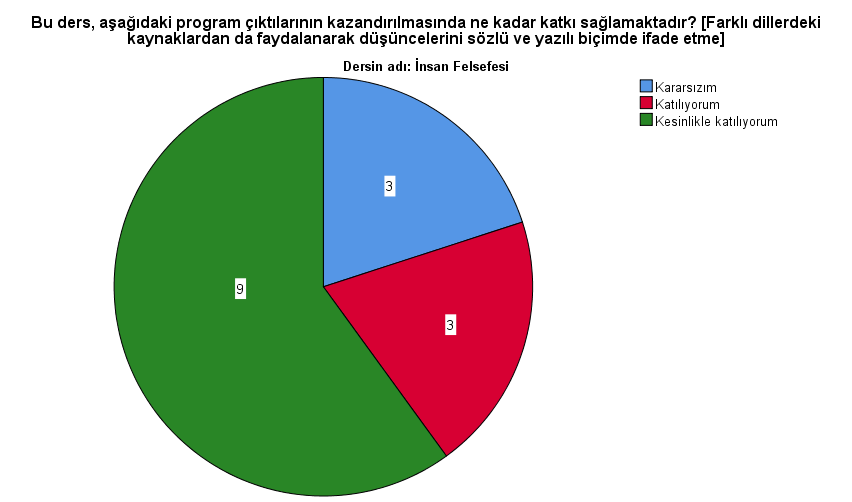 Bu ders, aşağıdaki program çıktılarının kazandırılmasında ne kadar katkı sağlamaktadır? [Farklı dillerdeki
kaynaklardan da faydalanarak düşüncelerini sözlü ve yazılı biçimde ifade etme]
Dersin adı: İnsan Felsefesi
Kararsızım
Katılıyorum
Kesinlikle katılıyorum
3
9
3